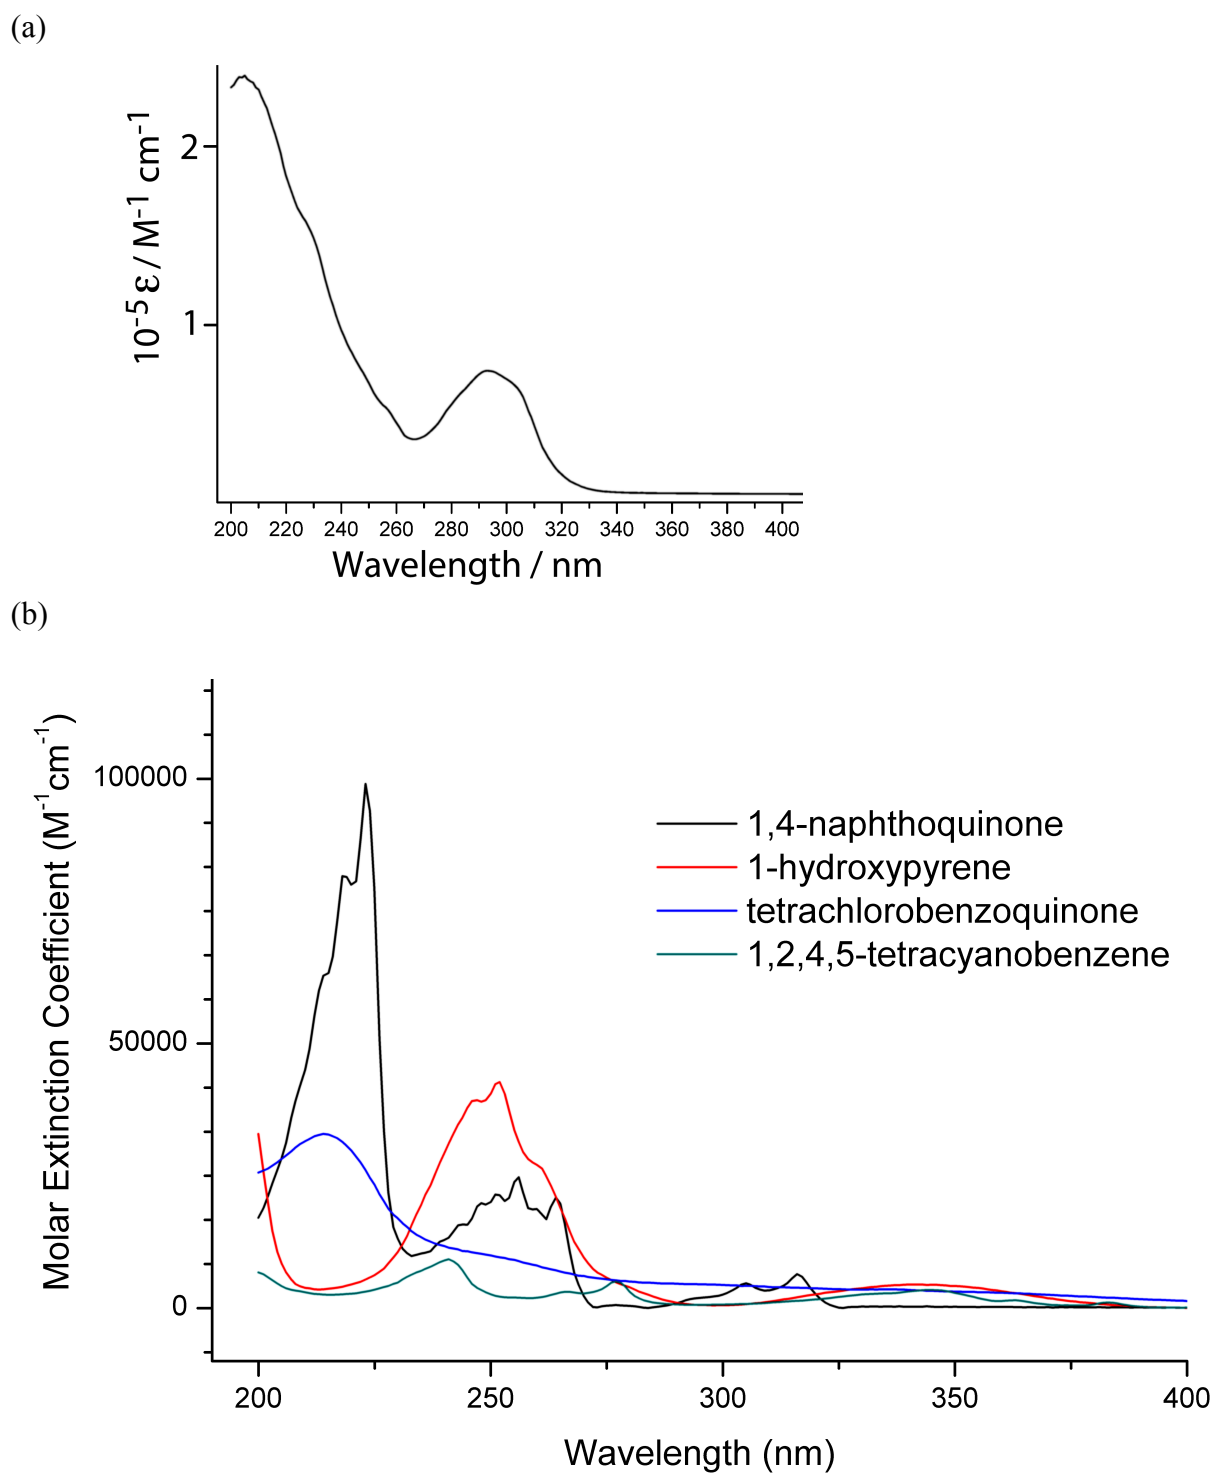 (a)
10⁻⁵ ε / M⁻¹ cm⁻¹
2
1
200 220 240 260 280 300 320 340 360 380 400
Wavelength / nm
(b)
Molar Extinction Coefficient (M⁻¹cm⁻¹)
100000
50000
0
1,4-naphthoquinone
1-hydroxypyrene
tetrachlorobenzoquinone
1,2,4,5-tetracyanobenzene
200 250 300 350 400
Wavelength (nm)